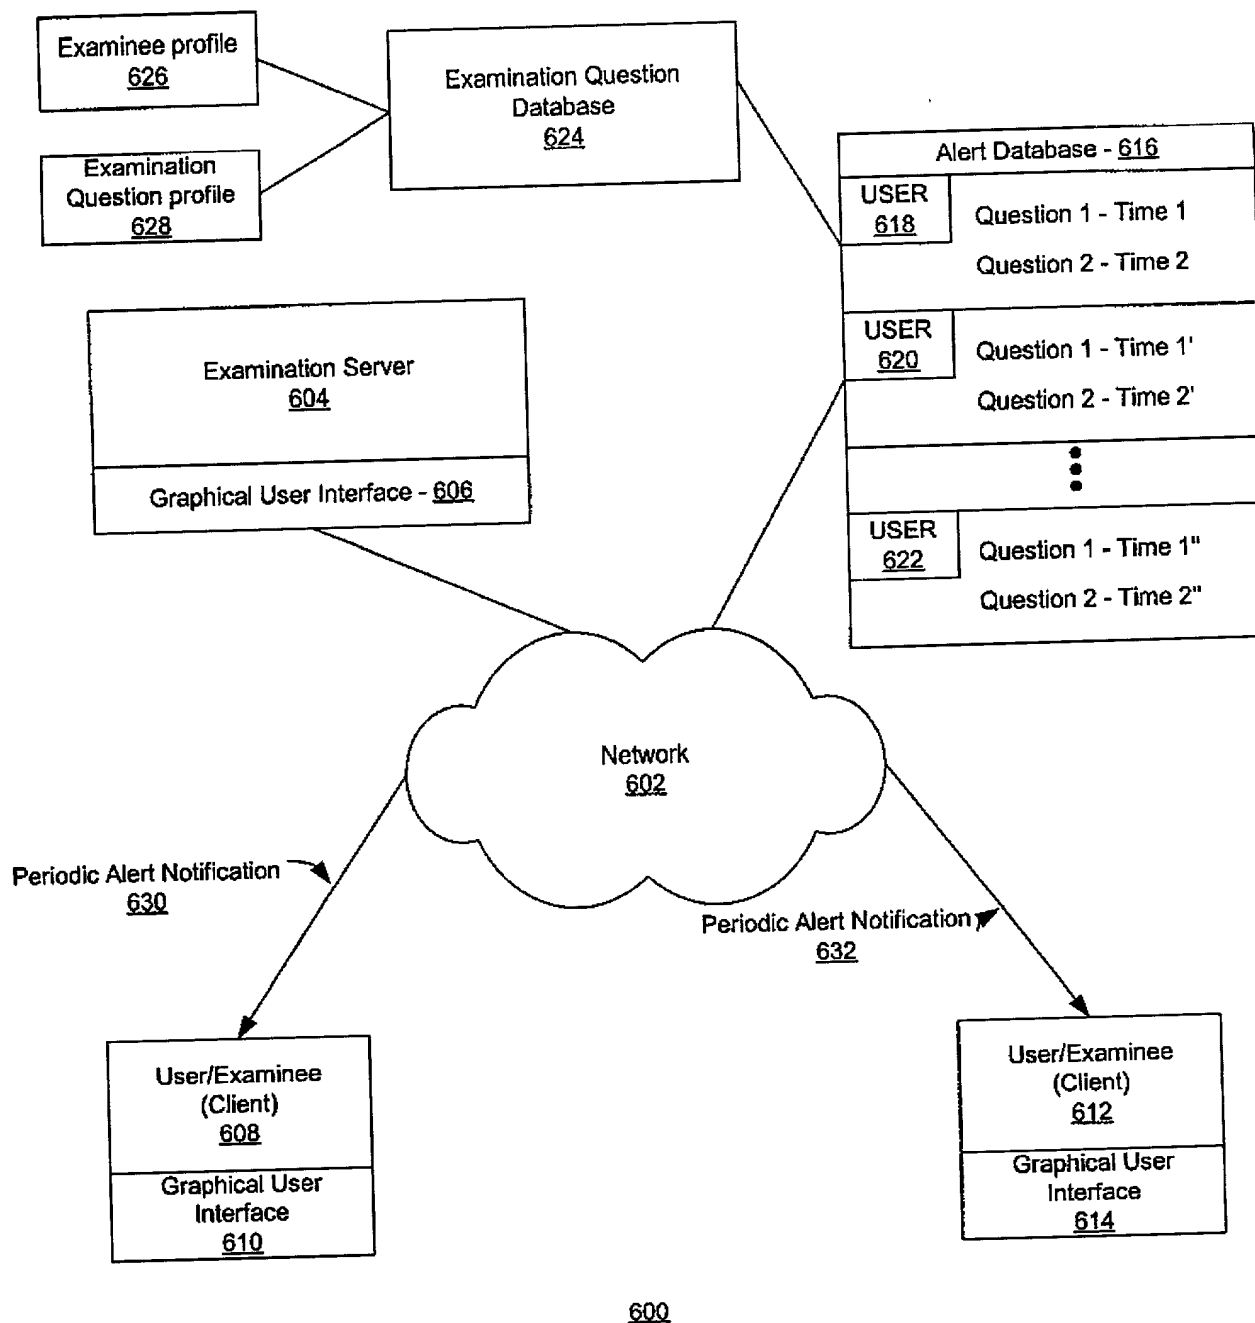 Examinee profile
626
Examination
Question profile
628
Examination Question
Database
624
Alert Database - 616
USER
618
Question 1 - Time 1
Question 2 - Time 2
USER
620
Question 1 - Time 1'
Question 2 - Time 2'
USER
622
Question 1 - Time 1"
Question 2 - Time 2"
Examination Server
604
Graphical User Interface - 606
Network
602
Periodic Alert Notification
630
Periodic Alert Notification
632
User/Examinee
(Client)
608
Graphical User
Interface
610
User/Examinee
(Client)
612
Graphical User
Interface
614
600